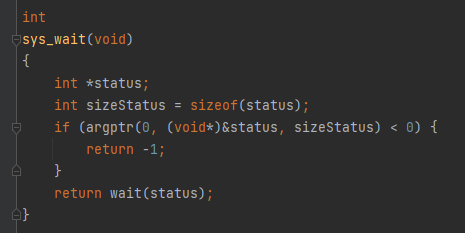 int
sys_wait(void)
{
    int *status;
    int sizeStatus = sizeof(status);
    if (argptr(0, (void*)&status, sizeStatus) < 0) {
        return -1;
    }
    return wait(status);
}